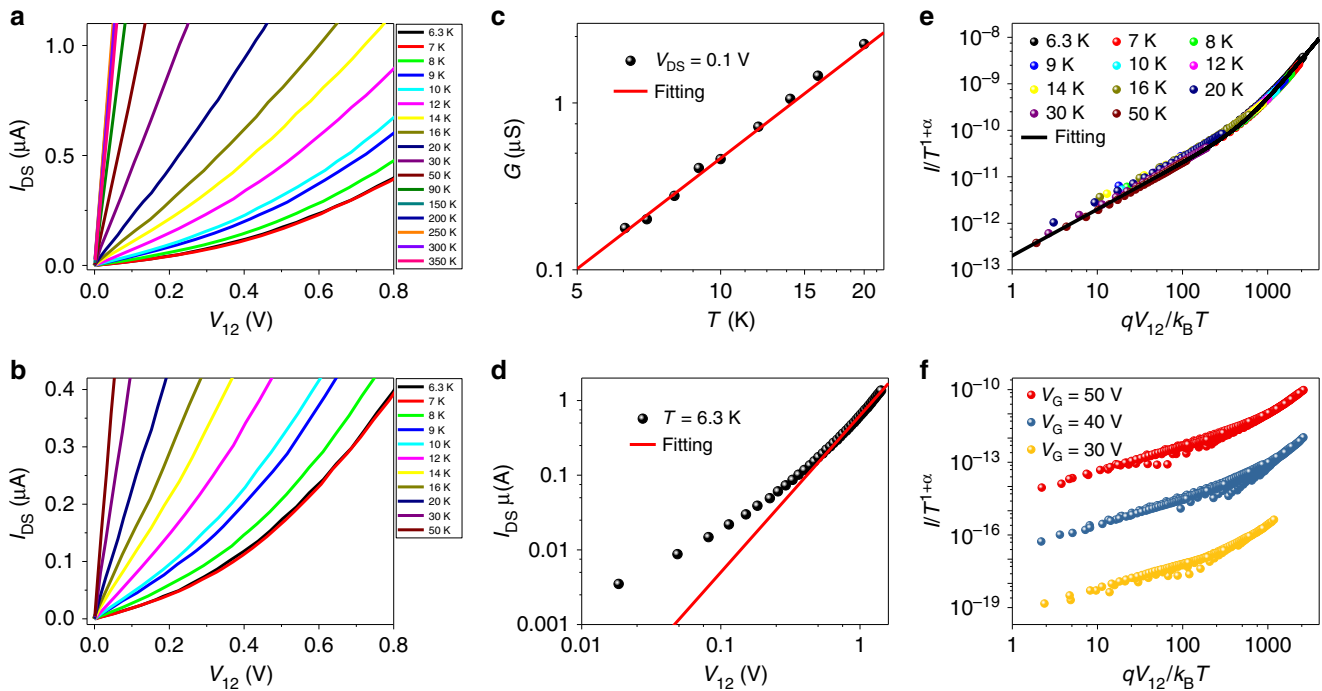 a
1.0
0.5
0.0
I_DS (μA)
0.0 0.2 0.4 0.6 0.8
V_12 (V)
6.3 K
7 K
8 K
9 K
10 K
12 K
14 K
16 K
20 K
30 K
50 K
90 K
150 K
200 K
250 K
300 K
350 K
b
0.4
0.3
0.2
0.1
0.0
I_DS (μA)
0.0 0.2 0.4 0.6 0.8
V_12 (V)
6.3 K
7 K
8 K
9 K
10 K
12 K
14 K
16 K
20 K
30 K
50 K
c
V_DS = 0.1 V
Fitting
1
0.1
G (μS)
5 10 15 20
T (K)
d
T = 6.3 K
Fitting
1
0.1
0.01
0.001
I_DS μ(A)
0.01 0.1 1
V_12 (V)
e
6.3 K 7 K 8 K
9 K 10 K 12 K
14 K 16 K 20 K
30 K 50 K
Fitting
10^−8
10^−9
10^−10
10^−11
10^−12
10^−13
I/T^1+α
1 10 100 1000
qV_12/k_BT
f
V_G = 50 V
V_G = 40 V
V_G = 30 V
10^−10
10^−13
10^−16
10^−19
I/T^1+α
1 10 100 1000
qV_12/k_BT